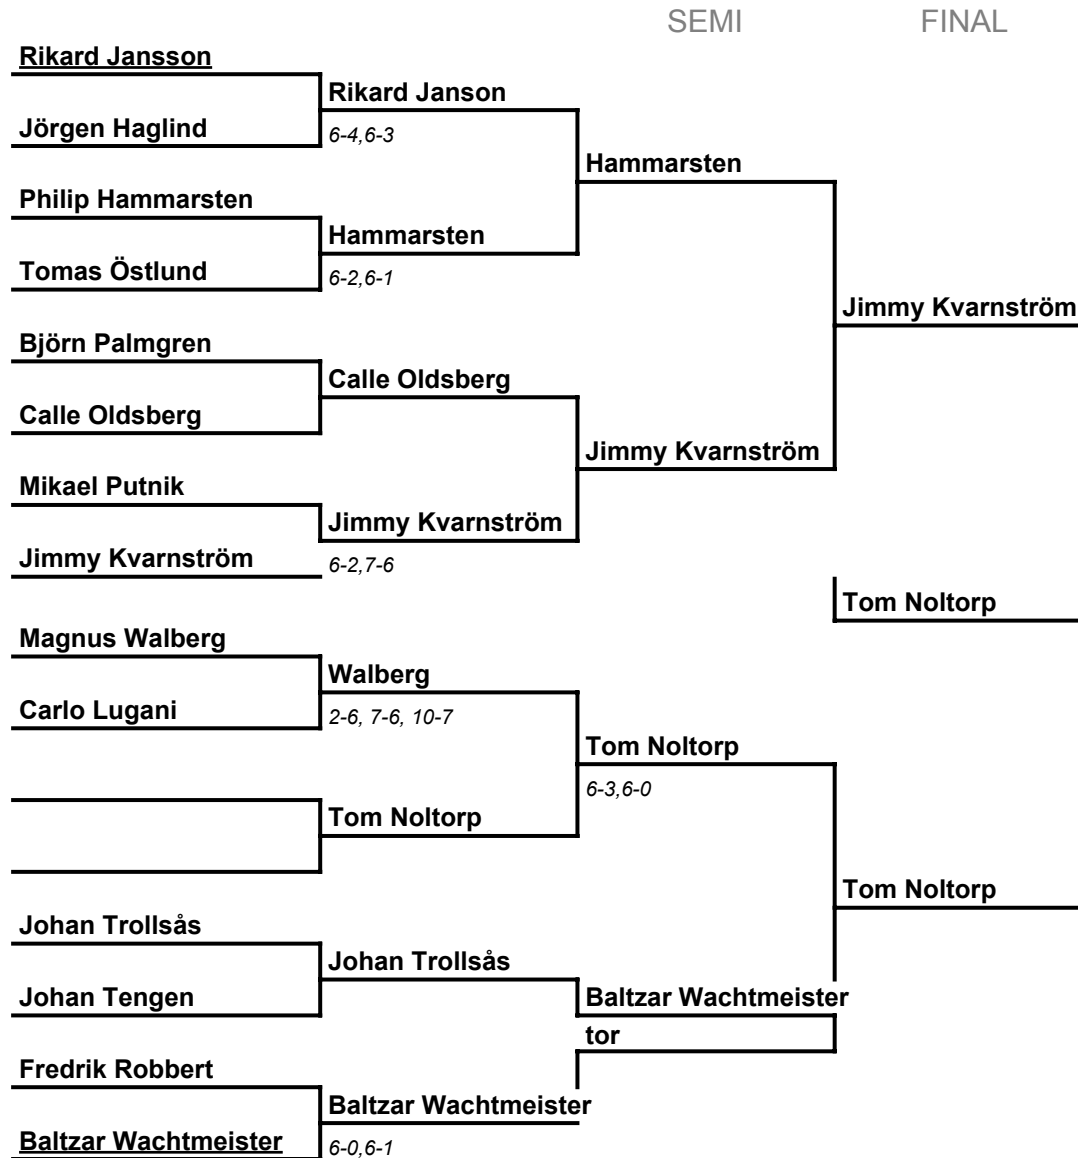 SEMI FINAL
Rikard Jansson
Rikard Janson
Jörgen Haglind
6-4,6-3
Hammarsten
Philip Hammarsten
Hammarsten
Tomas Östlund
6-2,6-1
Jimmy Kvarnström
Björn Palmgren
Calle Oldsberg
Calle Oldsberg
Jimmy Kvarnström
Mikael Putnik
Jimmy Kvarnström
Jimmy Kvarnström
6-2,7-6
Tom Noltorp
Magnus Walberg
Walberg
Carlo Lugani
2-6, 7-6, 10-7
Tom Noltorp
6-3,6-0
Tom Noltorp
Tom Noltorp
Johan Trollsås
Johan Trollsås
Johan Tengen
Baltzar Wachtmeister
tor
Fredrik Robbert
Baltzar Wachtmeister
Baltzar Wachtmeister
6-0,6-1